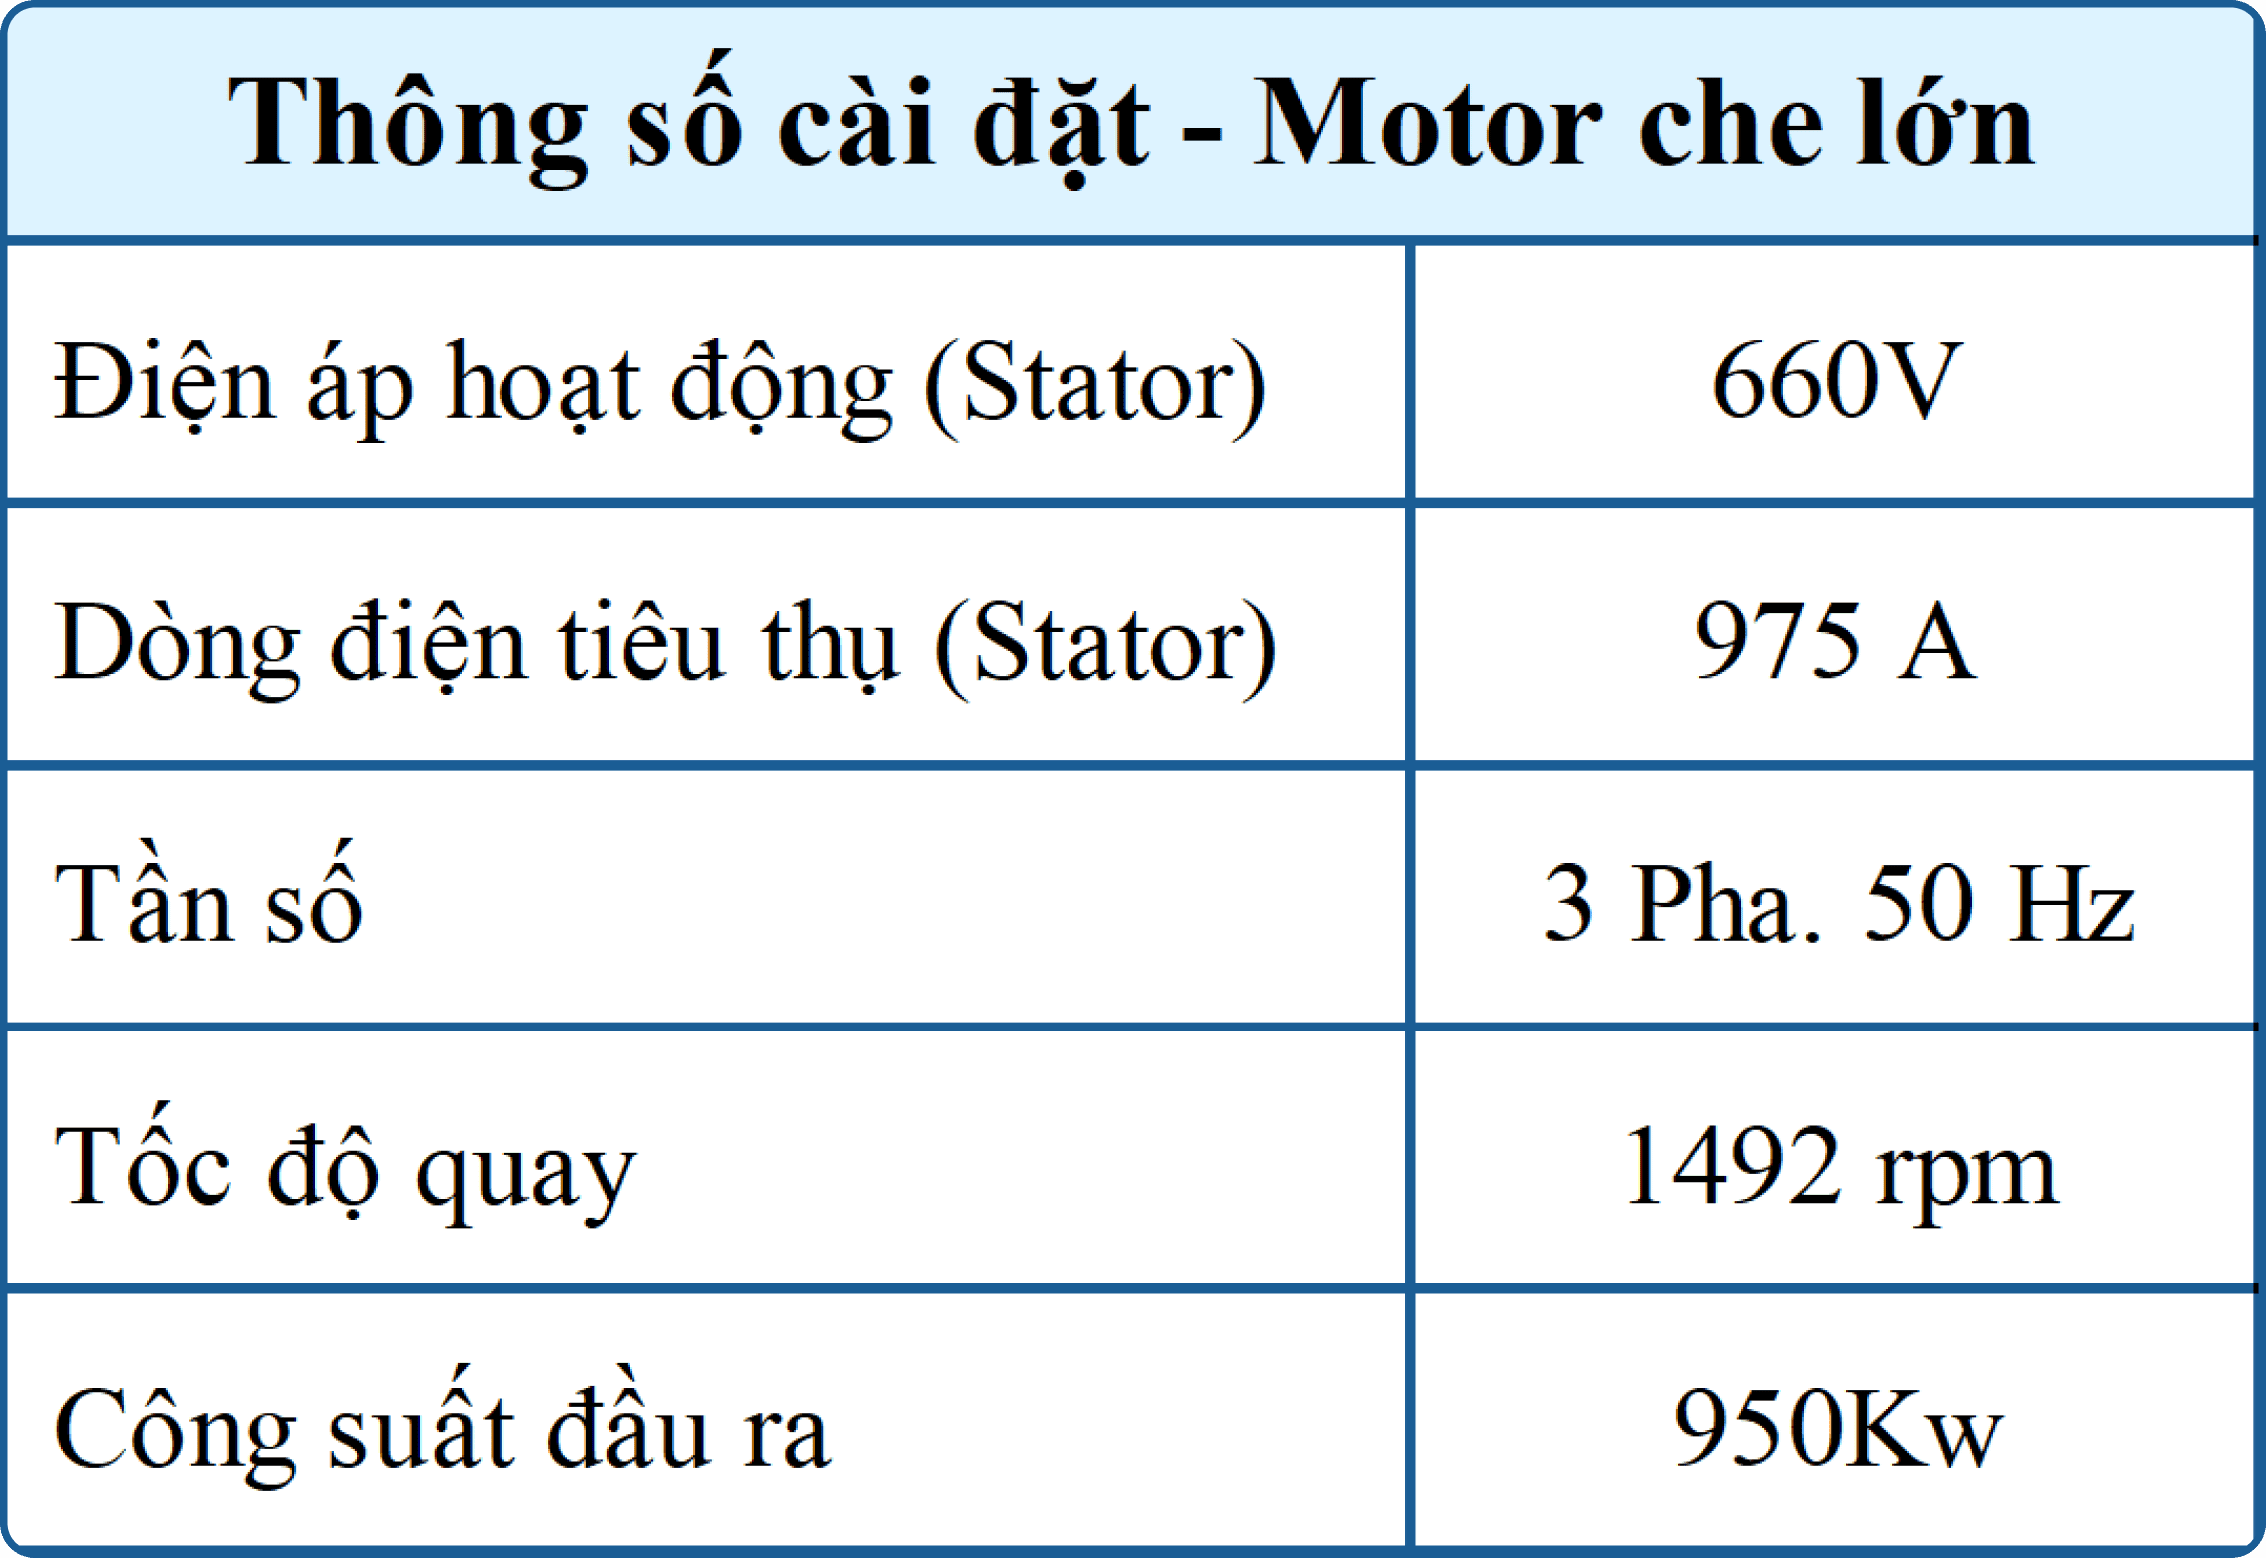 Thông số cài đặt - Motor che lớn
Điện áp hoạt động (Stator) 660V
Dòng điện tiêu thụ (Stator) 975 A
Tần số 3 Pha. 50 Hz
Tốc độ quay 1492 rpm
Công suất đầu ra 950Kw